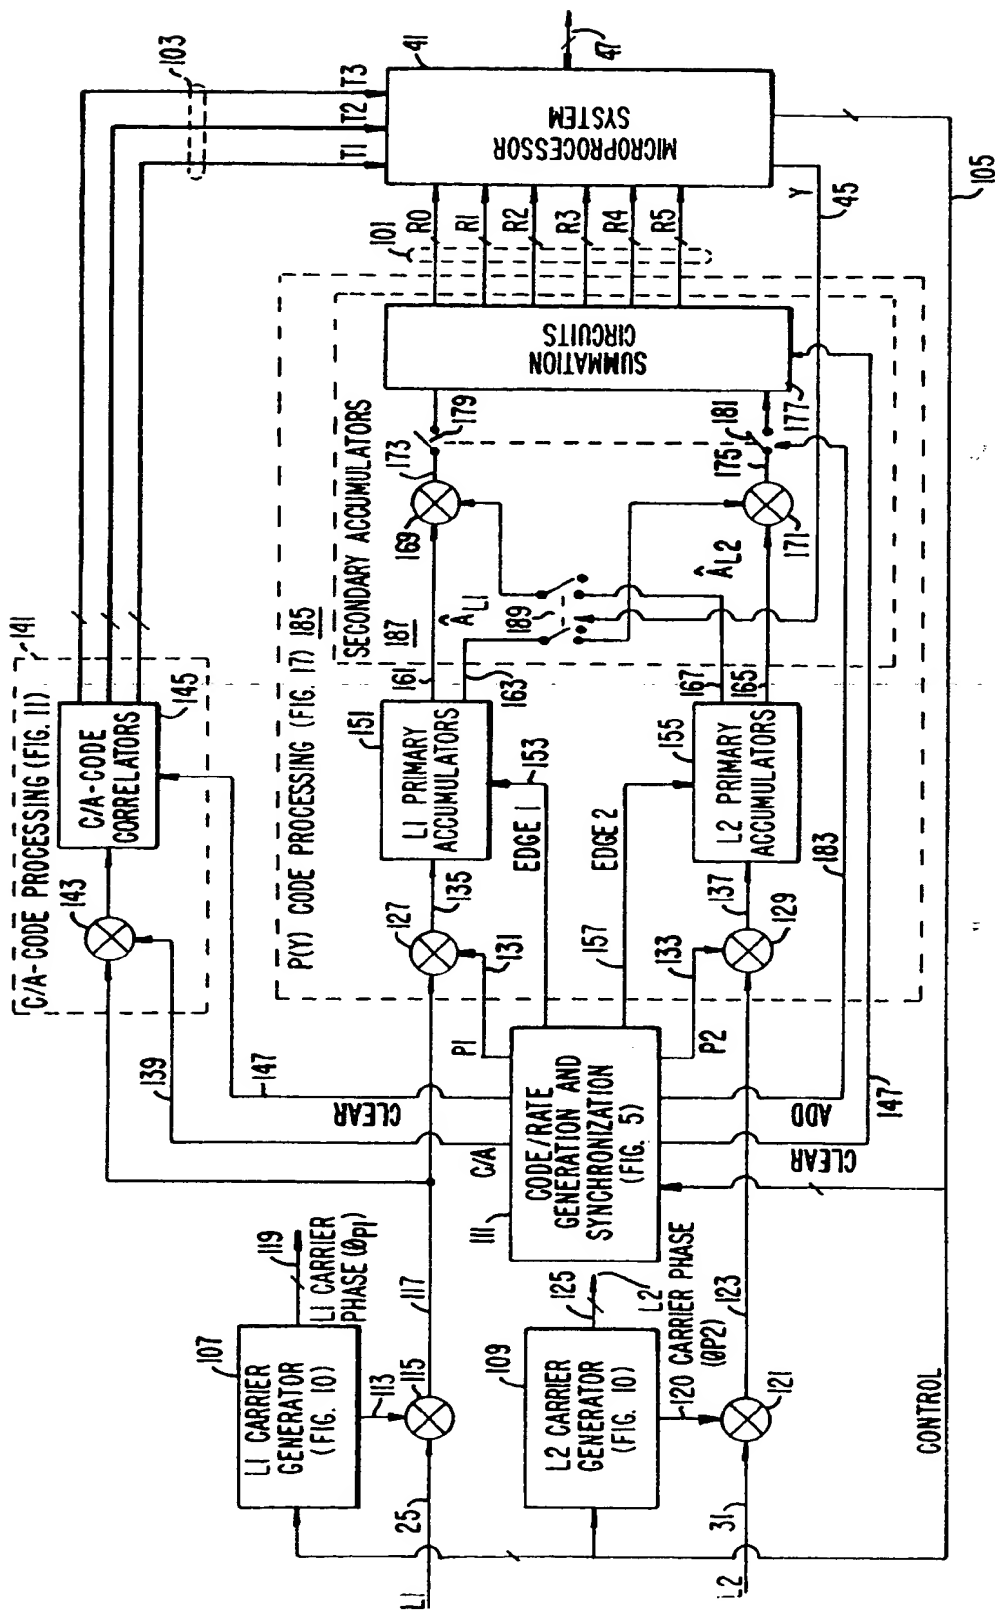 C/A-CODE PROCESSING (FIG. 11)
141
C/A-CODE
CORRELATORS
145
143
103
T1
T2
T3
41
MICROPROCESSOR
SYSTEM
47
139
147
CLEAR
P(Y) CODE PROCESSING (FIG. 17) 185
SECONDARY ACCUMULATORS
187
101
R0
R1
R2
R3
R4
R5
SUMMATION
CIRCUITS
177
179
173
169
181
175
171
189
ÂL1
ÂL2
Y
45
105
107
L1 CARRIER
GENERATOR
(FIG. 10)
119
L1 CARRIER
PHASE (ØP1)
113
115
117
L1
25
127
131
135
P1
151
L1 PRIMARY
ACCUMULATORS
161
163
EDGE 1
153
C/A
111
CODE/RATE
GENERATION AND
SYNCHRONIZATION
(FIG. 5)
EDGE 2
157
133
P2
155
L2 PRIMARY
ACCUMULATORS
167
165
137
129
183
109
L2 CARRIER
GENERATOR
(FIG. 10)
125
L2
120 CARRIER PHASE
(ØP2)
123
121
L2
31
ADD
147
CLEAR
CONTROL